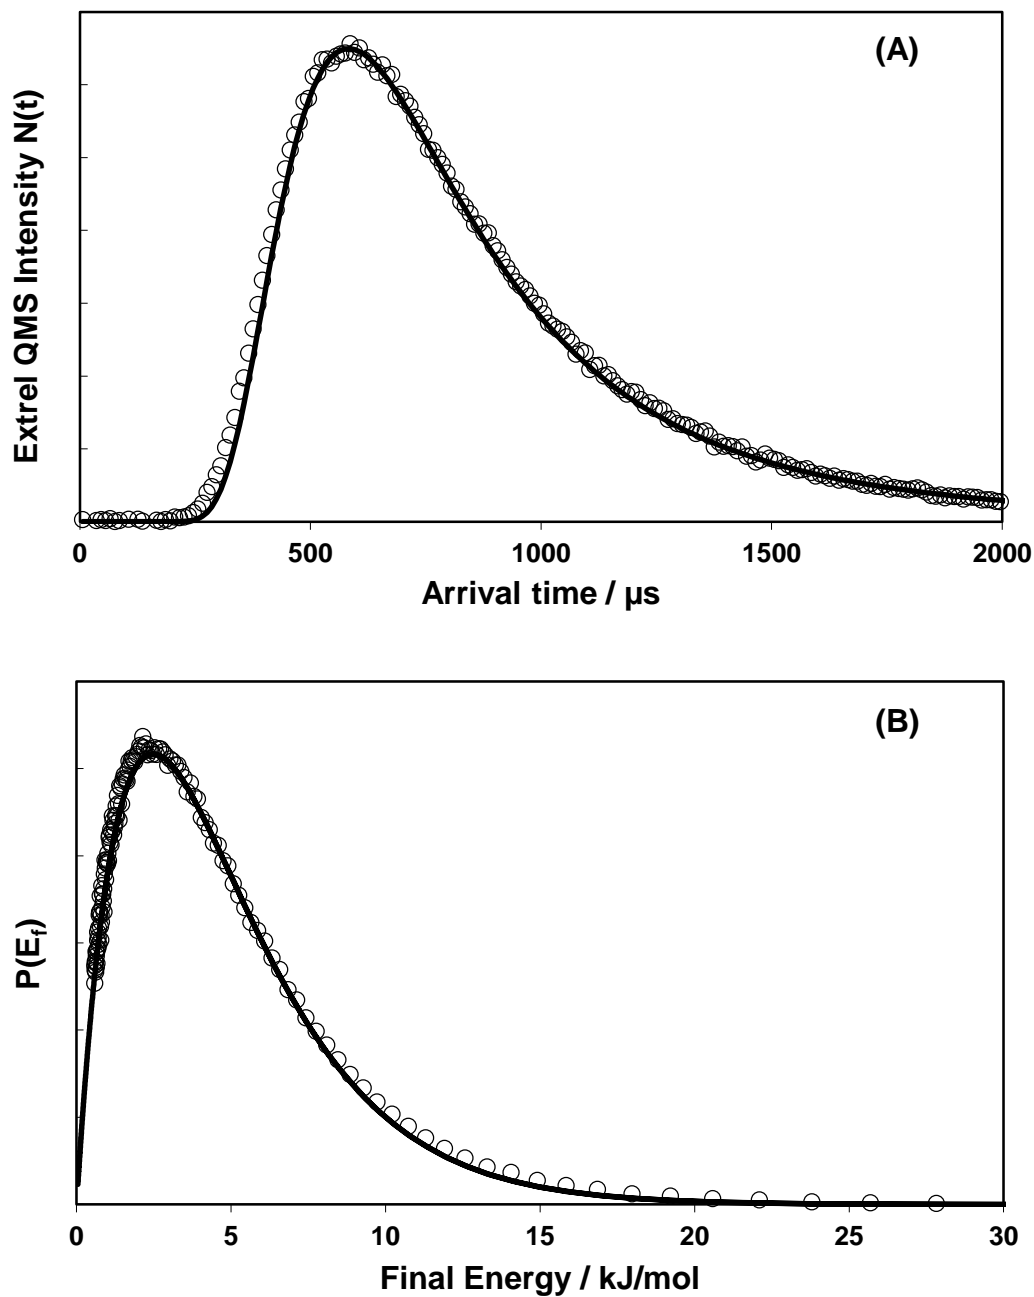 (A)
Extrel QMS Intensity N(t)
0 500 1000 1500 2000
Arrival time / µs
(B)
P(E_f)
0 5 10 15 20 25 30
Final Energy / kJ/mol